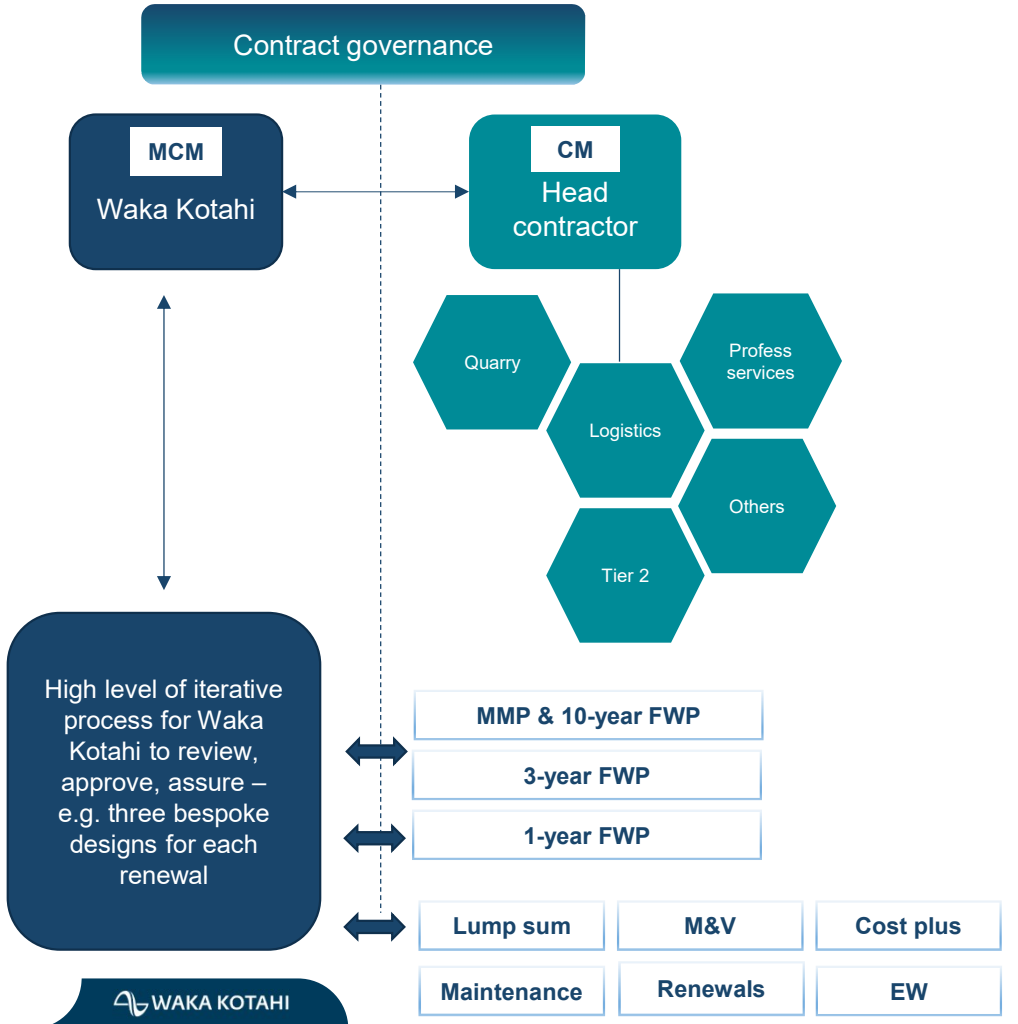 Contract governance
MCM
Waka Kotahi
CM
Head
contractor
Quarry
Profess
services
Logistics
Others
Tier 2
High level of iterative
process for Waka
Kotahi to review,
approve, assure –
e.g. three bespoke
designs for each
renewal
MMP & 10-year FWP
3-year FWP
1-year FWP
Lump sum
M&V
Cost plus
Maintenance
Renewals
EW
WAKA KOTAHI